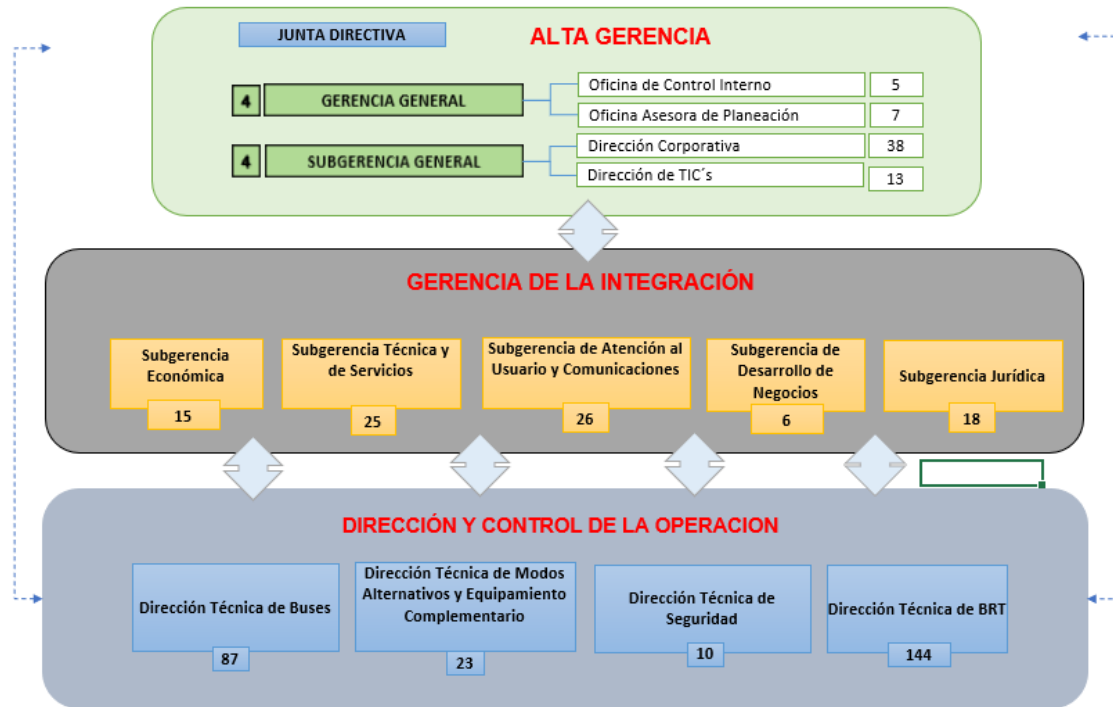 JUNTA DIRECTIVA
ALTA GERENCIA
4
GERENCIA GENERAL
Oficina de Control Interno
5
Oficina Asesora de Planeación
7
4
SUBGERENCIA GENERAL
Dirección Corporativa
38
Dirección de TIC´s
13
GERENCIA DE LA INTEGRACIÓN
Subgerencia
Económica
15
Subgerencia Técnica y
de Servicios
25
Subgerencia de Atención al
Usuario y Comunicaciones
26
Subgerencia de
Desarrollo de
Negocios
6
Subgerencia Jurídica
18
DIRECCIÓN Y CONTROL DE LA OPERACION
Dirección Técnica de Buses
87
Dirección Técnica de Modos
Alternativos y Equipamiento
Complementario
23
Dirección Técnica de
Seguridad
10
Dirección Técnica de BRT
144